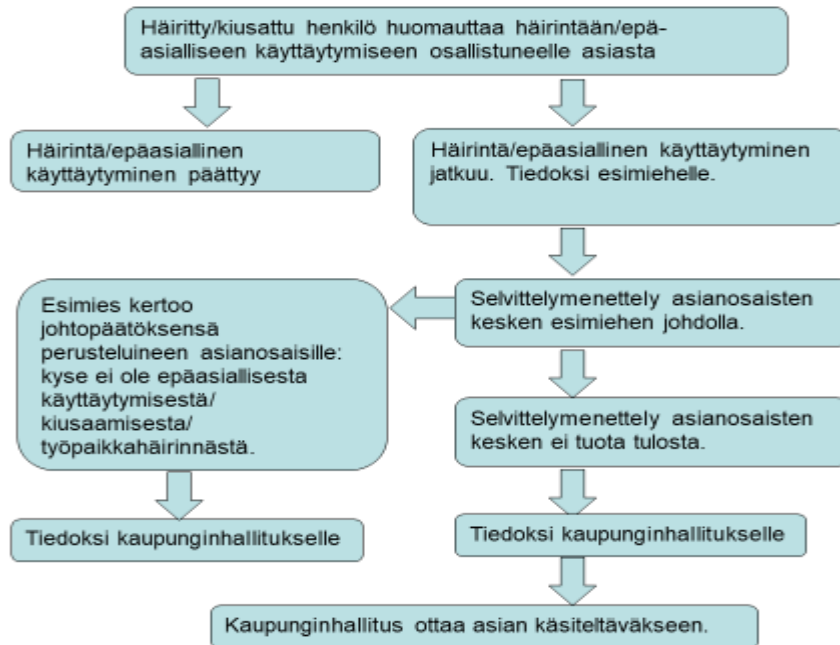 Häiritty/kiusattu henkilö huomauttaa häirintään/epä-
asialliseen käyttäytymiseen osallistuneelle asiasta
Häirintä/epäasiallinen
käyttäytyminen päättyy
Häirintä/epäasiallinen käyttäytyminen
jatkuu. Tiedoksi esimiehelle.
Selvittelymenettely asianosaisten
kesken esimiehen johdolla.
Esimies kertoo
johtopäätöksensä
perusteluineen asianosaisille:
kyse ei ole epäasiallisesta
käyttäytymisestä/
kiusaamisesta/
työpaikkahäirinnästä.
Selvittelymenettely asianosaisten
kesken ei tuota tulosta.
Tiedoksi kaupunginhallitukselle
Tiedoksi kaupunginhallitukselle
Kaupunginhallitus ottaa asian käsiteltäväkseen.